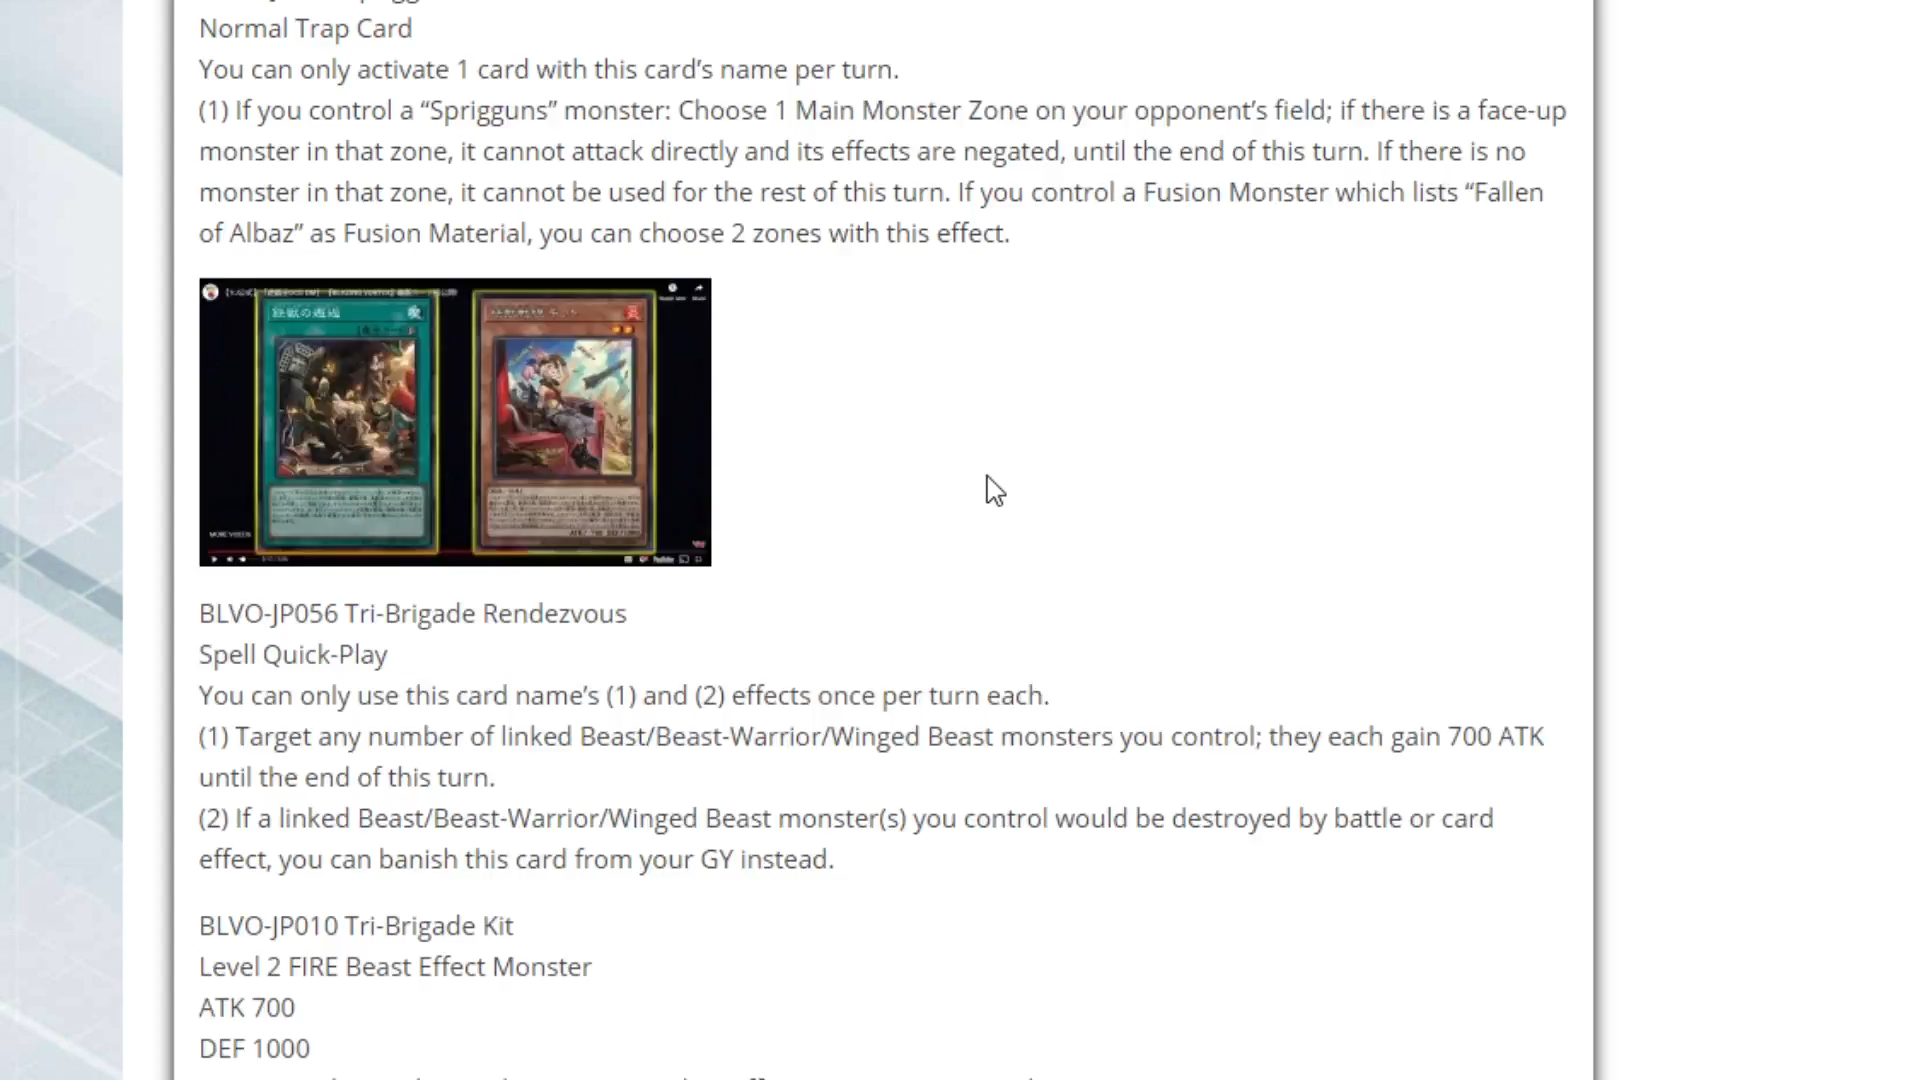 Normal Trap Card
You can only activate 1 card with this card’s name per turn.
(1) If you control a “Sprigguns” monster: Choose 1 Main Monster Zone on your opponent’s field; if there is a face-up
monster in that zone, it cannot attack directly and its effects are negated, until the end of this turn. If there is no
monster in that zone, it cannot be used for the rest of this turn. If you control a Fusion Monster which lists “Fallen
of Albaz” as Fusion Material, you can choose 2 zones with this effect.
鉄獣の邂逅
MORE VIDEOS
YouTube
BLVO-JP056 Tri-Brigade Rendezvous
Spell Quick-Play
You can only use this card name’s (1) and (2) effects once per turn each.
(1) Target any number of linked Beast/Beast-Warrior/Winged Beast monsters you control; they each gain 700 ATK
until the end of this turn.
(2) If a linked Beast/Beast-Warrior/Winged Beast monster(s) you control would be destroyed by battle or card
effect, you can banish this card from your GY instead.
BLVO-JP010 Tri-Brigade Kit
Level 2 FIRE Beast Effect Monster
ATK 700
DEF 1000